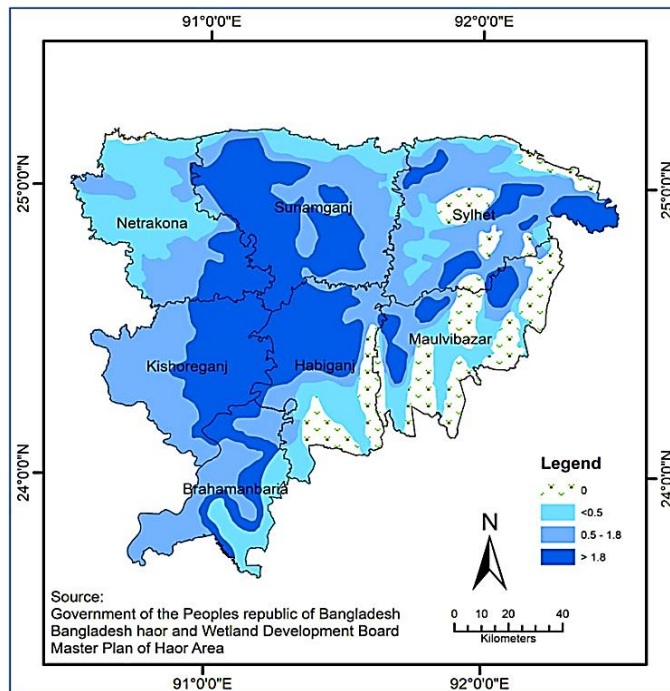 91°0'0"E
92°0'0"E
25°0'0"N
25°0'0"N
Netrakona
Sunamganj
Sylhet
Kishoreganj
Habiganj
Maulvibazar
24°0'0"N
24°0'0"N
Brahamanbaria
Legend
0
<0.5
0.5 - 1.8
> 1.8
N
Source:
Government of the Peoples republic of Bangladesh
Bangladesh haor and Wetland Development Board
Master Plan of Haor Area
0 5 10 20 30 40
Kilometers
91°0'0"E
92°0'0"E